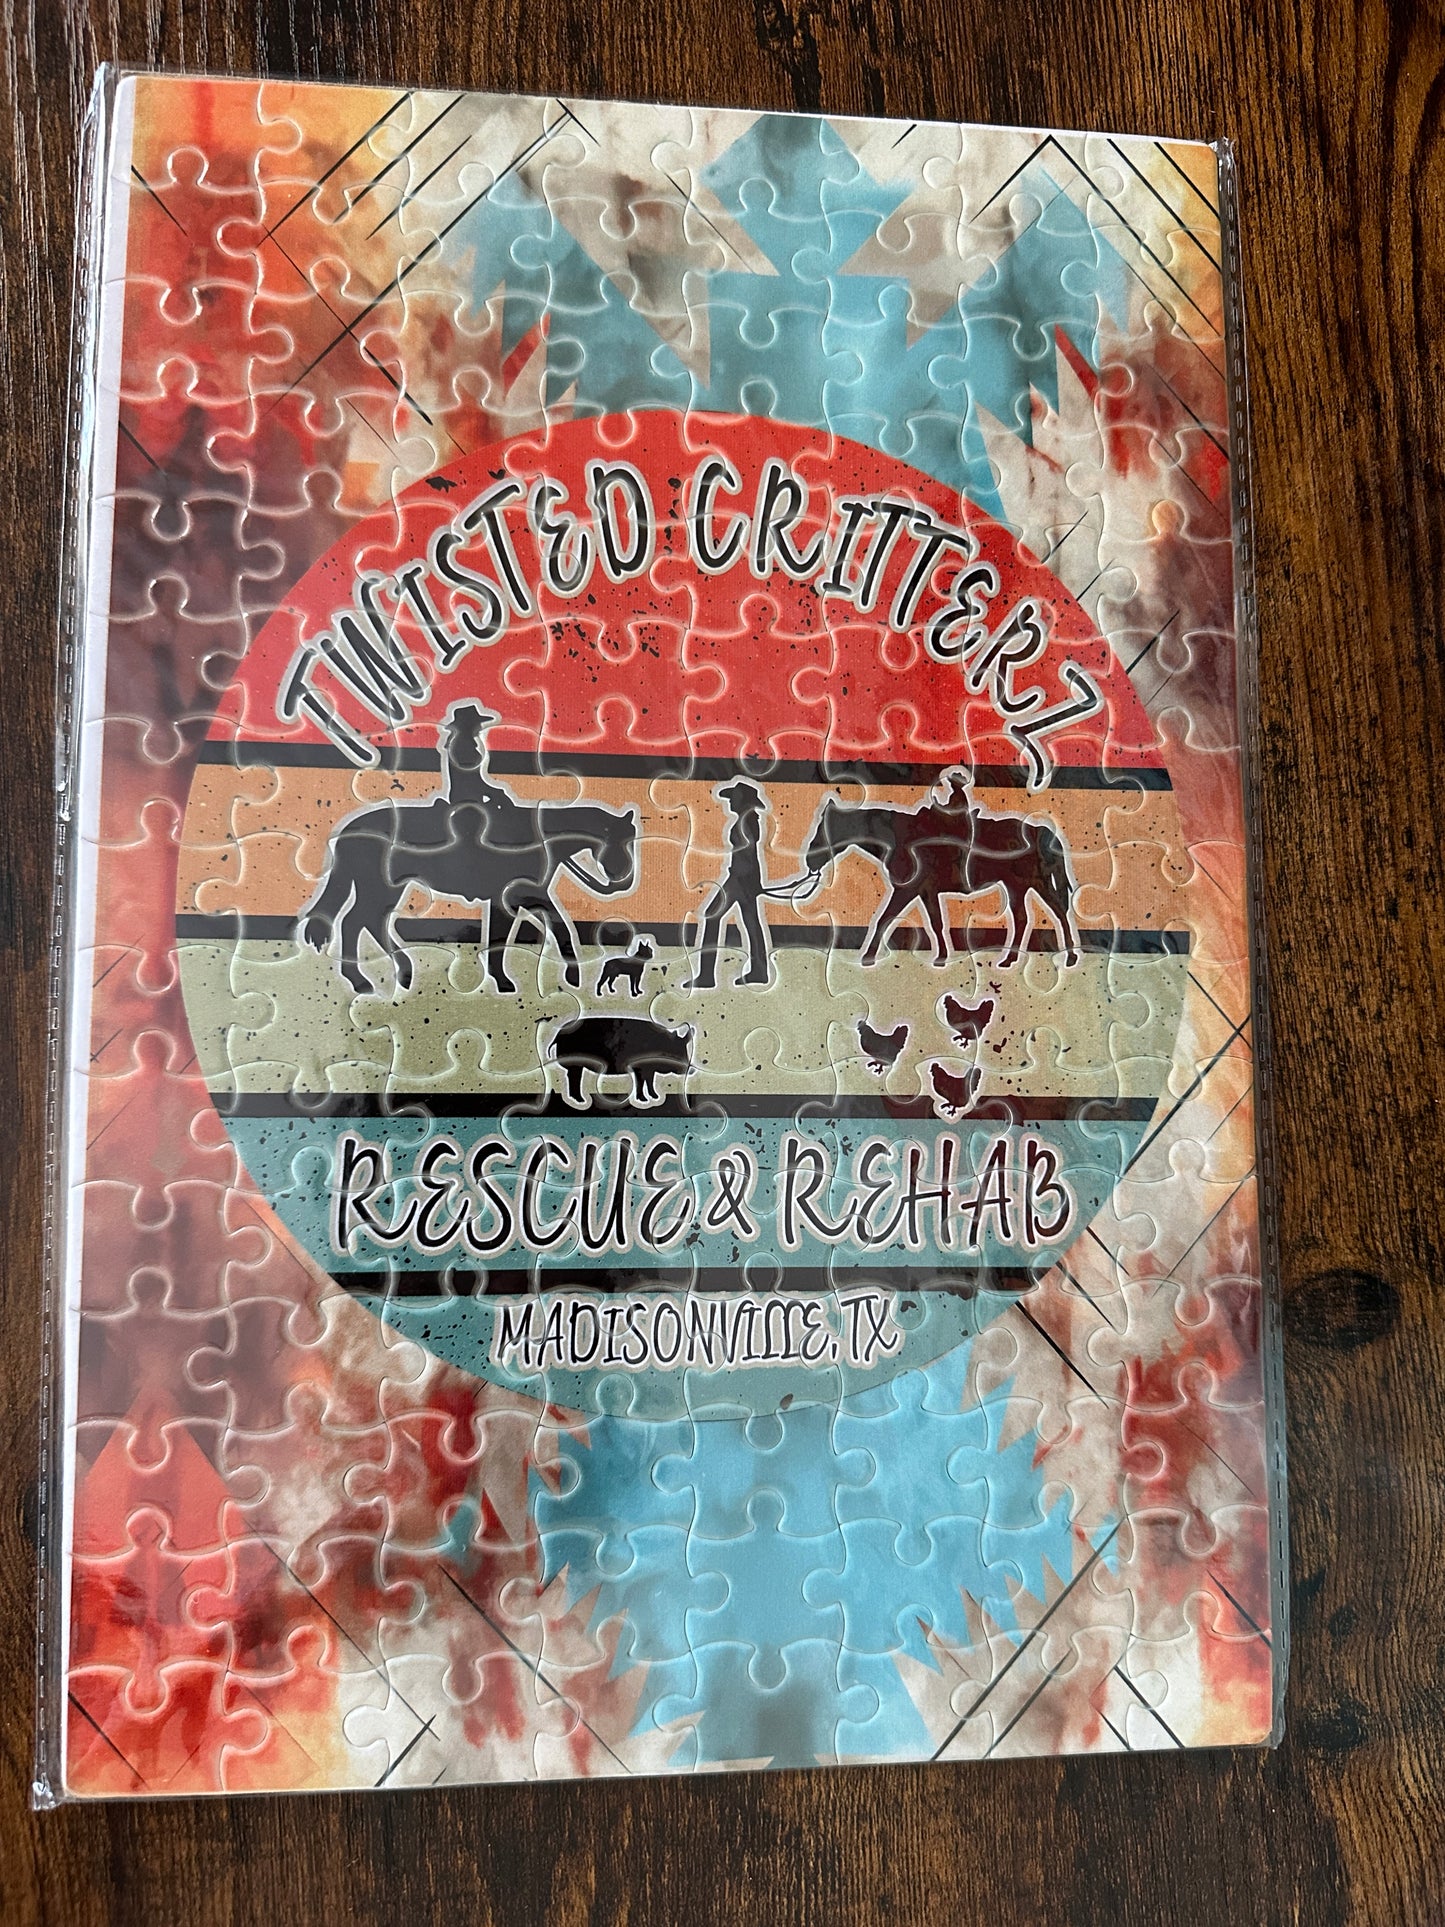 TWISTED CRITTERZ
RESCUE & REHAB
MADISONVILLE, TX